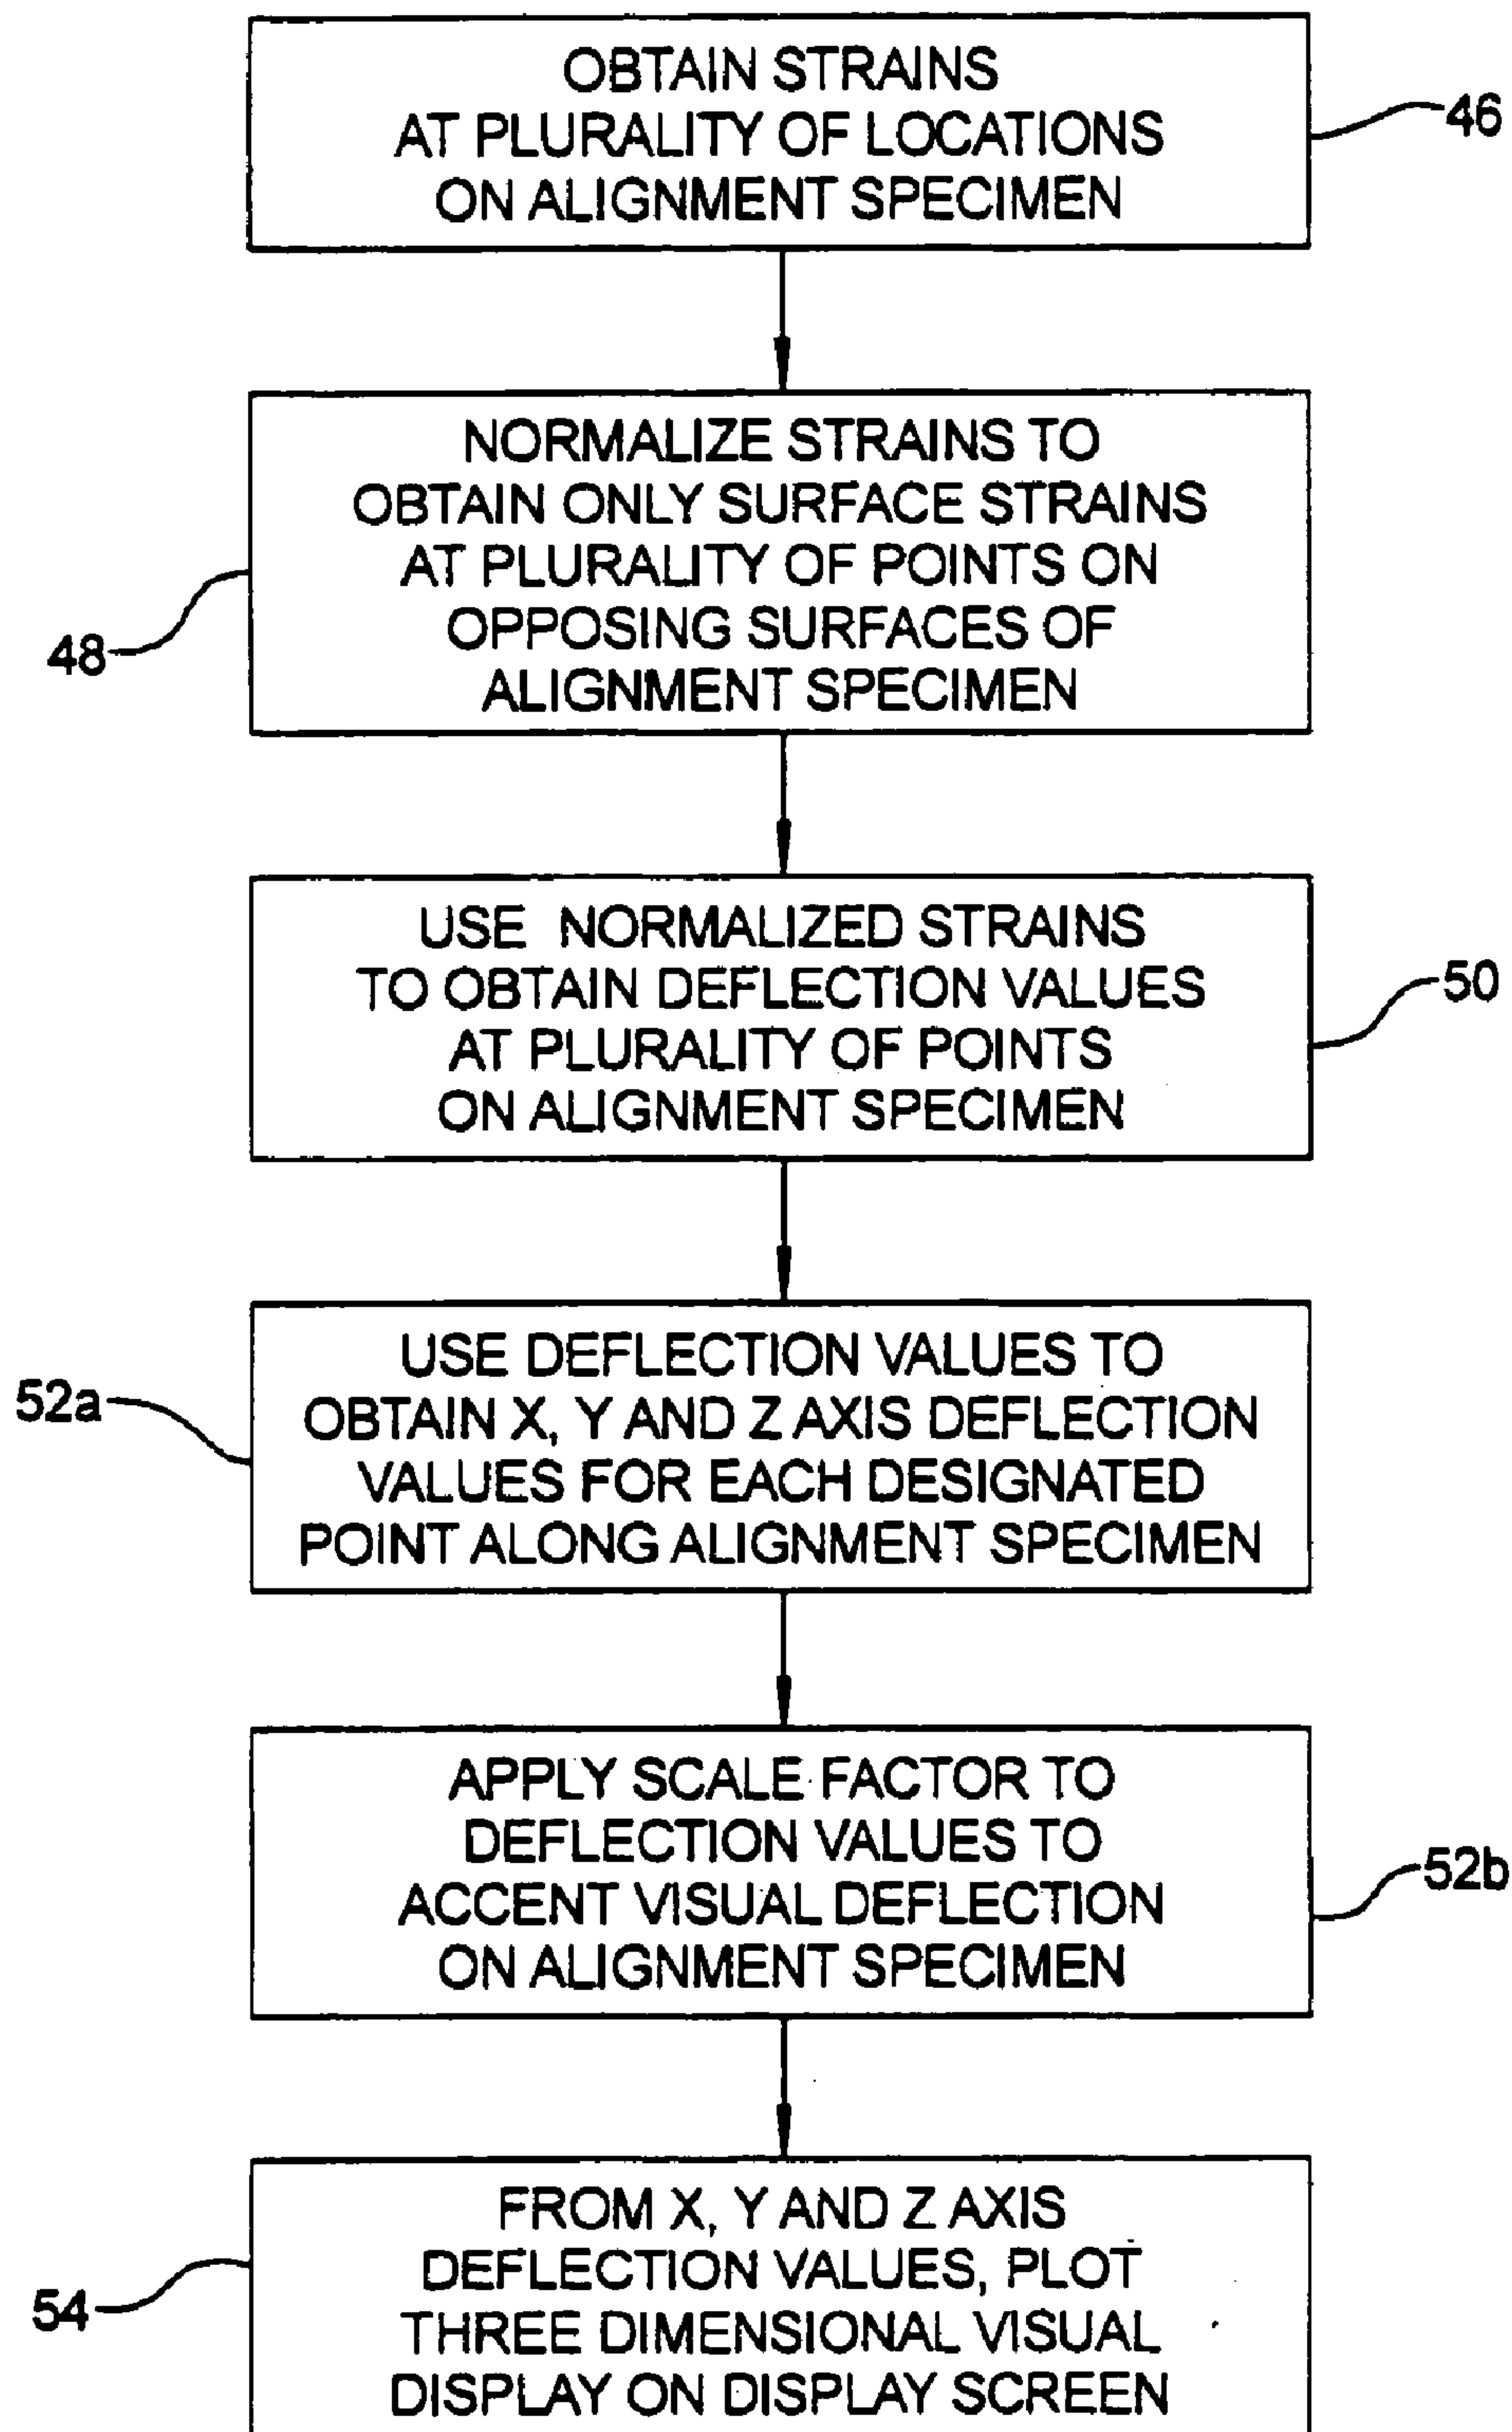 OBTAIN STRAINS
AT PLURALITY OF LOCATIONS
ON ALIGNMENT SPECIMEN
46
NORMALIZE STRAINS TO
OBTAIN ONLY SURFACE STRAINS
AT PLURALITY OF POINTS ON
OPPOSING SURFACES OF
ALIGNMENT SPECIMEN
48
USE NORMALIZED STRAINS
TO OBTAIN DEFLECTION VALUES
AT PLURALITY OF POINTS
ON ALIGNMENT SPECIMEN
50
USE DEFLECTION VALUES TO
OBTAIN X, Y AND Z AXIS DEFLECTION
VALUES FOR EACH DESIGNATED
POINT ALONG ALIGNMENT SPECIMEN
52a
APPLY SCALE FACTOR TO
DEFLECTION VALUES TO
ACCENT VISUAL DEFLECTION
ON ALIGNMENT SPECIMEN
52b
FROM X, Y AND Z AXIS
DEFLECTION VALUES, PLOT
THREE DIMENSIONAL VISUAL
DISPLAY ON DISPLAY SCREEN
54